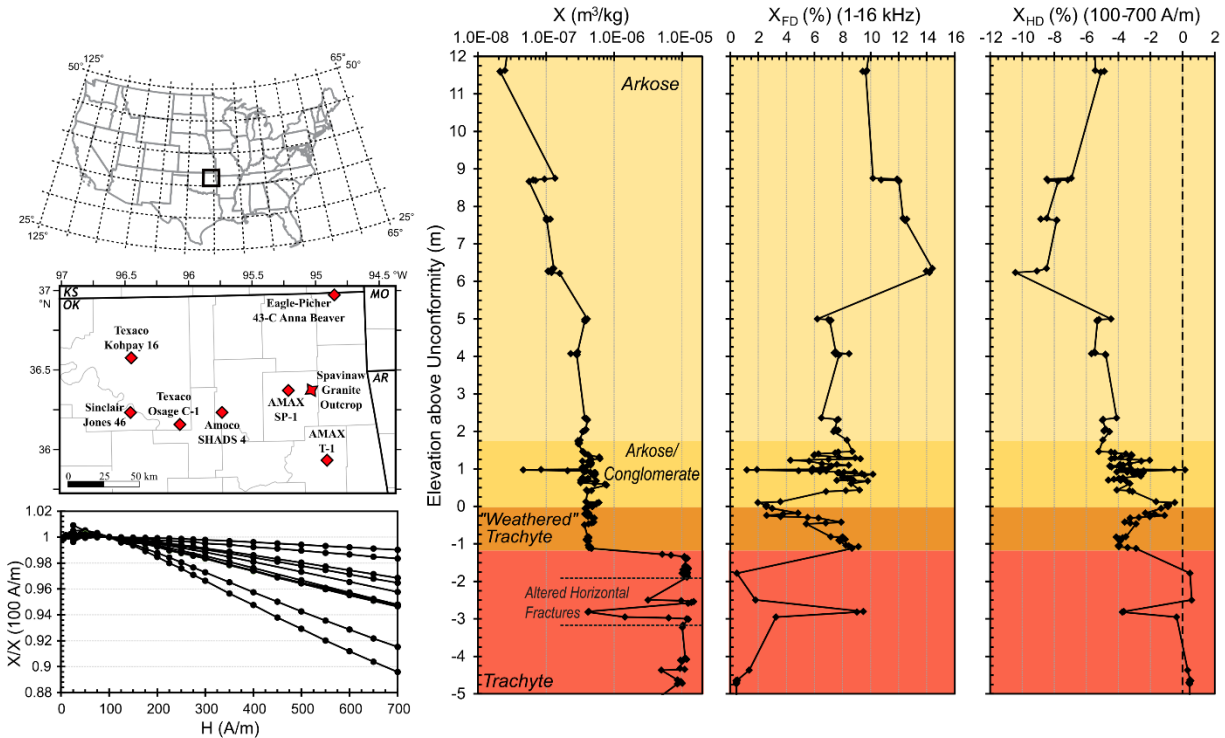 50°
65°
50°
65°
25°
125°
25°
65°
97
96.5
96
95.5
95
94.5 °W
37
°N
36.5
36
KS
OK
MO
AR
Eagle-Picher
43-C Anna Beaver
Texaco
Kohpay 16
Spavinaw
Granite
Outcrop
AMAX
SP-1
Sinclair
Jones 46
Texaco
Osage C-1
Amoco
SHADS 4
AMAX
T-1
0 25 50 km
X/X (100 A/m)
1.02
1
0.98
0.96
0.94
0.92
0.9
0.88
0 100 200 300 400 500 600 700
H (A/m)
X (m³/kg)
1.0E-08 1.0E-07 1.0E-06 1.0E-05
Elevation above Unconformity (m)
12
11
10
9
8
7
6
5
4
3
2
1
0
-1
-2
-3
-4
-5
Arkose
Arkose/
Conglomerate
"Weathered"
Trachyte
Altered Horizontal
Fractures
Trachyte
X_FD (%) (1-16 kHz)
0 2 4 6 8 10 12 14 16
X_HD (%) (100-700 A/m)
-12 -10 -8 -6 -4 -2 0 2